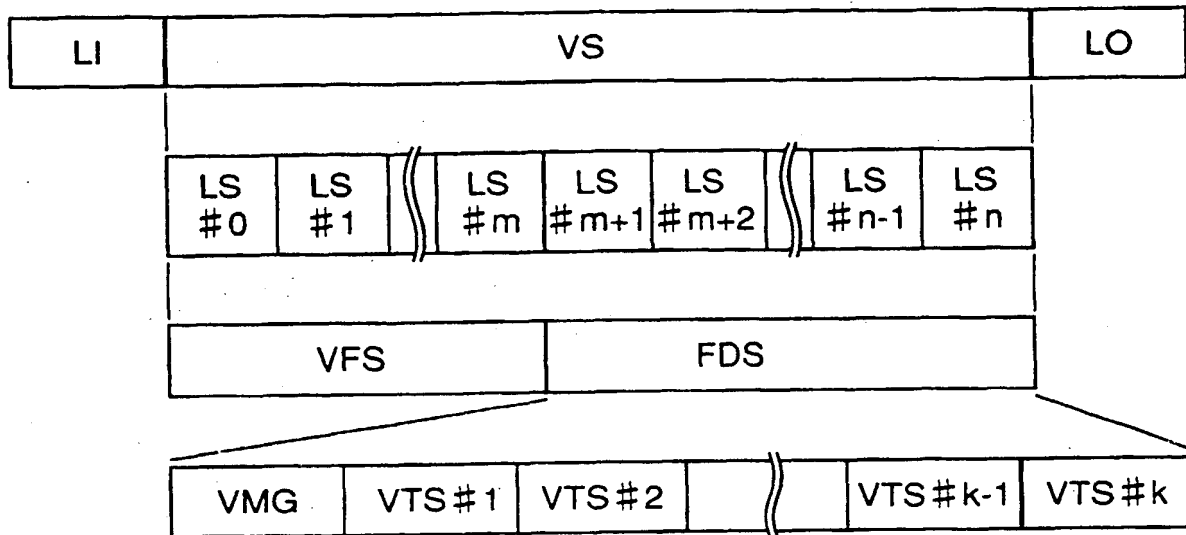 LI VS LO
LS LS LS LS LS LS LS
#0 #1 #m #m+1 #m+2 #n-1 #n
VFS FDS
VMG VTS#1 VTS#2 VTS#k-1 VTS#k